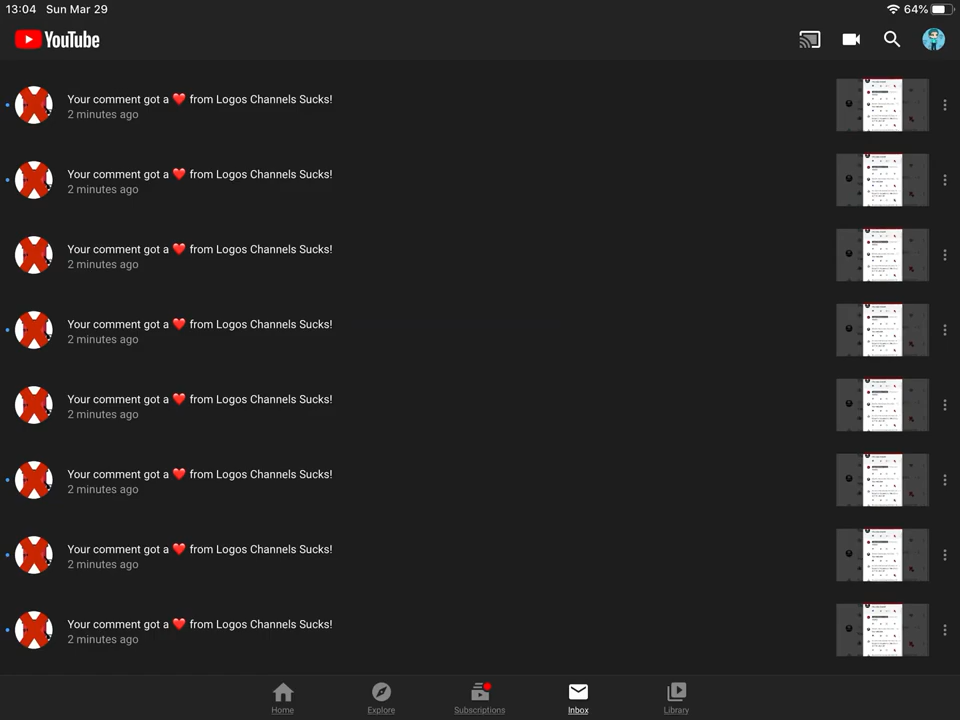 13:04 Sun Mar 29 64%
YouTube
Your comment got a ❤️ from Logos Channels Sucks!
2 minutes ago
Your comment got a ❤️ from Logos Channels Sucks!
2 minutes ago
Your comment got a ❤️ from Logos Channels Sucks!
2 minutes ago
Your comment got a ❤️ from Logos Channels Sucks!
2 minutes ago
Your comment got a ❤️ from Logos Channels Sucks!
2 minutes ago
Your comment got a ❤️ from Logos Channels Sucks!
2 minutes ago
Your comment got a ❤️ from Logos Channels Sucks!
2 minutes ago
Your comment got a ❤️ from Logos Channels Sucks!
2 minutes ago
Home Explore Subscriptions Inbox Library